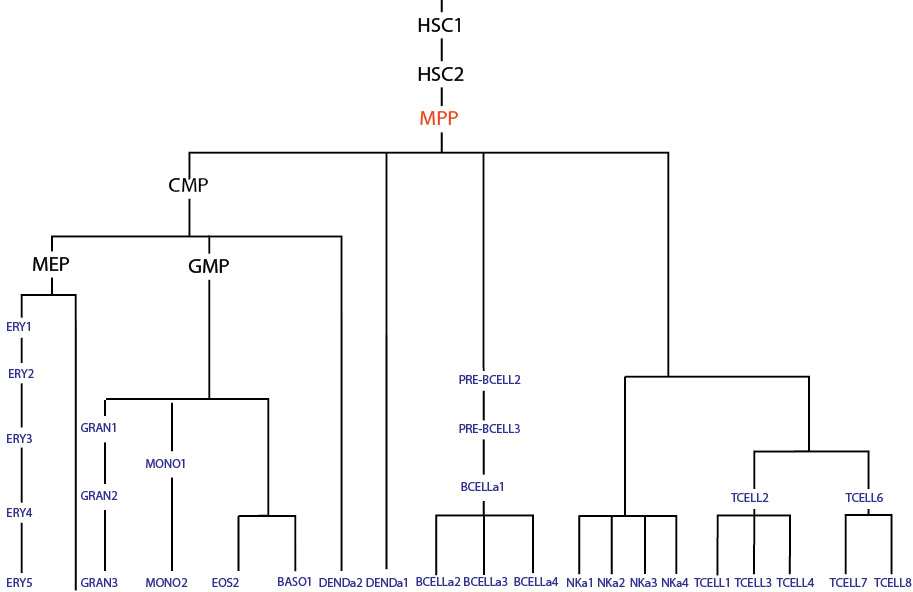 HSC1
HSC2
MPP
CMP
MEP
GMP
ERY1
ERY2
PRE-BCELL2
GRAN1
PRE-BCELL3
ERY3
MONO1
BCELLa1
GRAN2
TCELL2
TCELL6
ERY4
ERY5
GRAN3
MONO2
EOS2
BASO1
DENDa2
DENDa1
BCELLa2
BCELLa3
BCELLa4
NKa1
NKa2
NKa3
NKa4
TCELL1
TCELL3
TCELL4
TCELL7
TCELL8